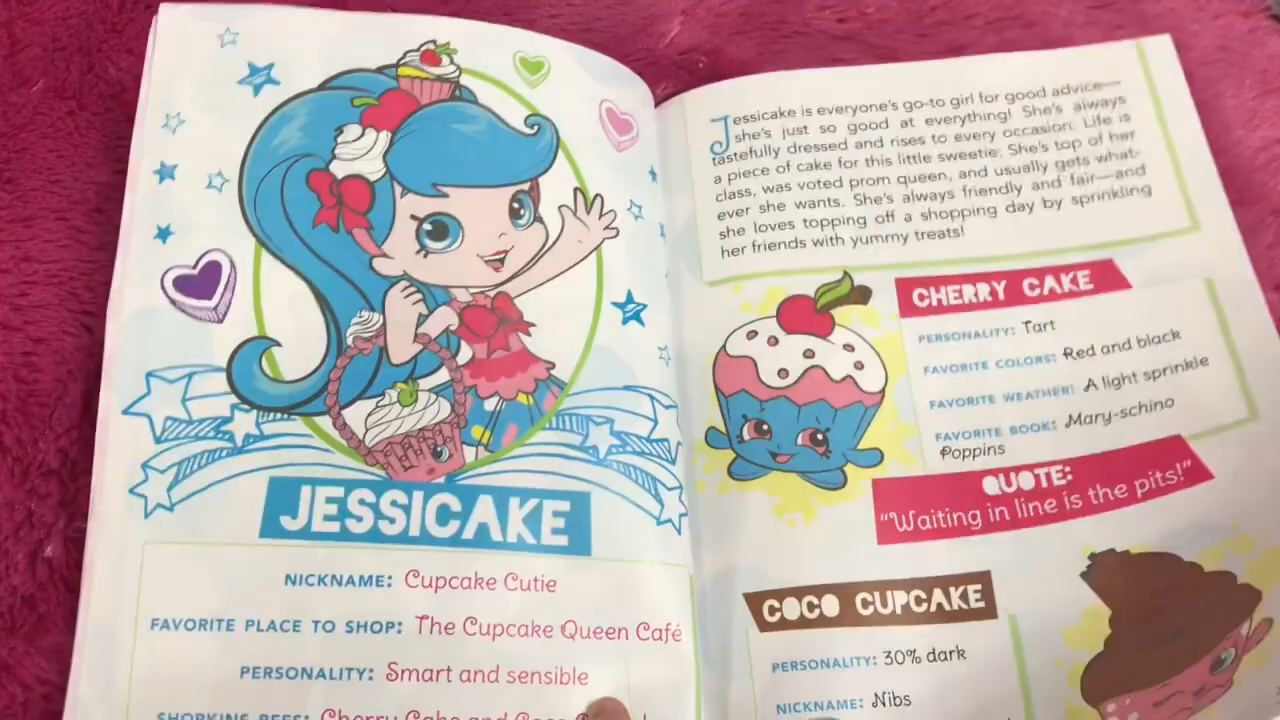 JESSICAKE
NICKNAME: Cupcake Cutie
FAVORITE PLACE TO SHOP: The Cupcake Queen Café
PERSONALITY: Smart and sensible
SHOPKINS BFFS: Cherry Cake and Coco
Jessicake is everyone's go-to girl for good advice—
she's just so good at everything! She's always
tastefully dressed and rises to every occasion. Life is
a piece of cake for this little sweetie. She's top of her
class, was voted prom queen, and usually gets what-
ever she wants. She's always friendly and fair—and
she loves topping off a shopping day by sprinkling
her friends with yummy treats!
CHERRY CAKE
PERSONALITY: Tart
FAVORITE COLORS: Red and black
FAVORITE WEATHER: A light sprinkle
FAVORITE BOOK: Mary-schino
Poppins
QUOTE:
"Waiting in line is the pits!"
COCO CUPCAKE
PERSONALITY: 30% dark
NICKNAME: Nibs